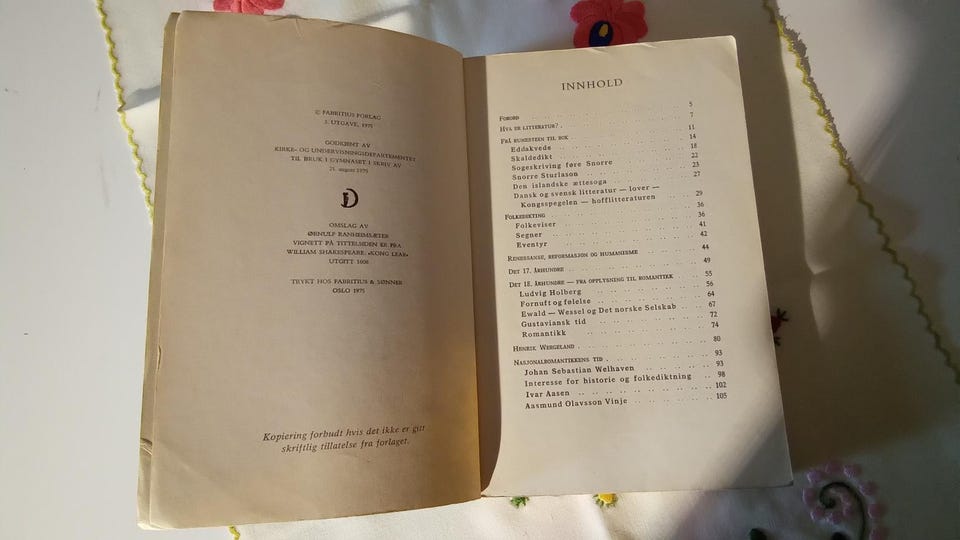 © FABRITIUS FORLAG
UTGAVE, 1975
GODKJENT AV
KIRKE- OG UNDERVISNINGSDEPARTEMENTET
TIL BRUK I GYMNASET I SKRIV AV
21. august 1975
OMSLAG AV
ØRNULF RANHEIMSÆTER
VIGNETT PÅ TITTELSIDEN ER FRA
WILLIAM SHAKESPEARE: «KONG LEAR»
UTGITT 1608
TRYKT HOS FABRITIUS & SØNNER
OSLO 1975
Kopiering forbudt hvis det ikke er gitt
skriftlig tillatelse fra forlaget.
INNHOLD
FORORD 5
HVA ER LITTERATUR? 7
FRÅ RUNESTEIN TIL BOK 11
Eddakvede 14
Skaldedikt 18
Sogeskriving føre Snorre 22
Snorre Sturlason 23
Den islandske ættesoga 27
Dansk og svensk litteratur — lover —
Kongsspegelen — hofflitteraturen 29
FOLKEDIKTING 36
Folkeviser 36
Segner 41
Eventyr 42
RENESSANSE, REFORMASJON OG HUMANISME 44
DET 17. ÅRHUNDRE 49
DET 18. ÅRHUNDRE — FRA OPPLYSNING TIL ROMANTIKK 55
Ludvig Holberg 56
Fornuft og følelse 64
Ewald — Wessel og Det norske Selskab 67
Gustaviansk tid 72
Romantikk 74
HENRIK WERGELAND 80
NASJONALROMANTIKKENS TID 93
Johan Sebastian Welhaven 93
Interesse for historie og folkediktning 98
Ivar Aasen 102
Aasmund Olavsson Vinje 105